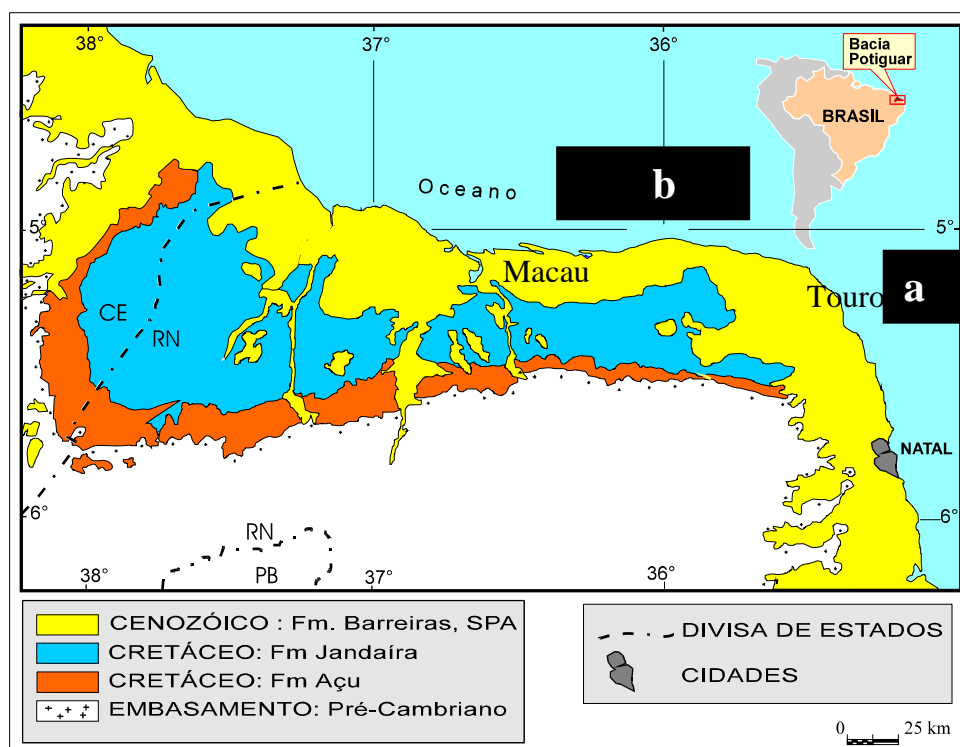 38°
37°
36°
Bacia
Potiguar
BRASÍL
b
Oceano
5°
5°
Macau
Touro
a
CE
RN
NATAL
6°
6°
RN
PB
38°
37°
36°
CENOZÓICO : Fm. Barreiras, SPA
CRETÁCEO: Fm Jandaíra
CRETÁCEO: Fm Açu
EMBASAMENTO: Pré-Cambriano
DIVISA DE ESTADOS
CIDADES
0 25 km